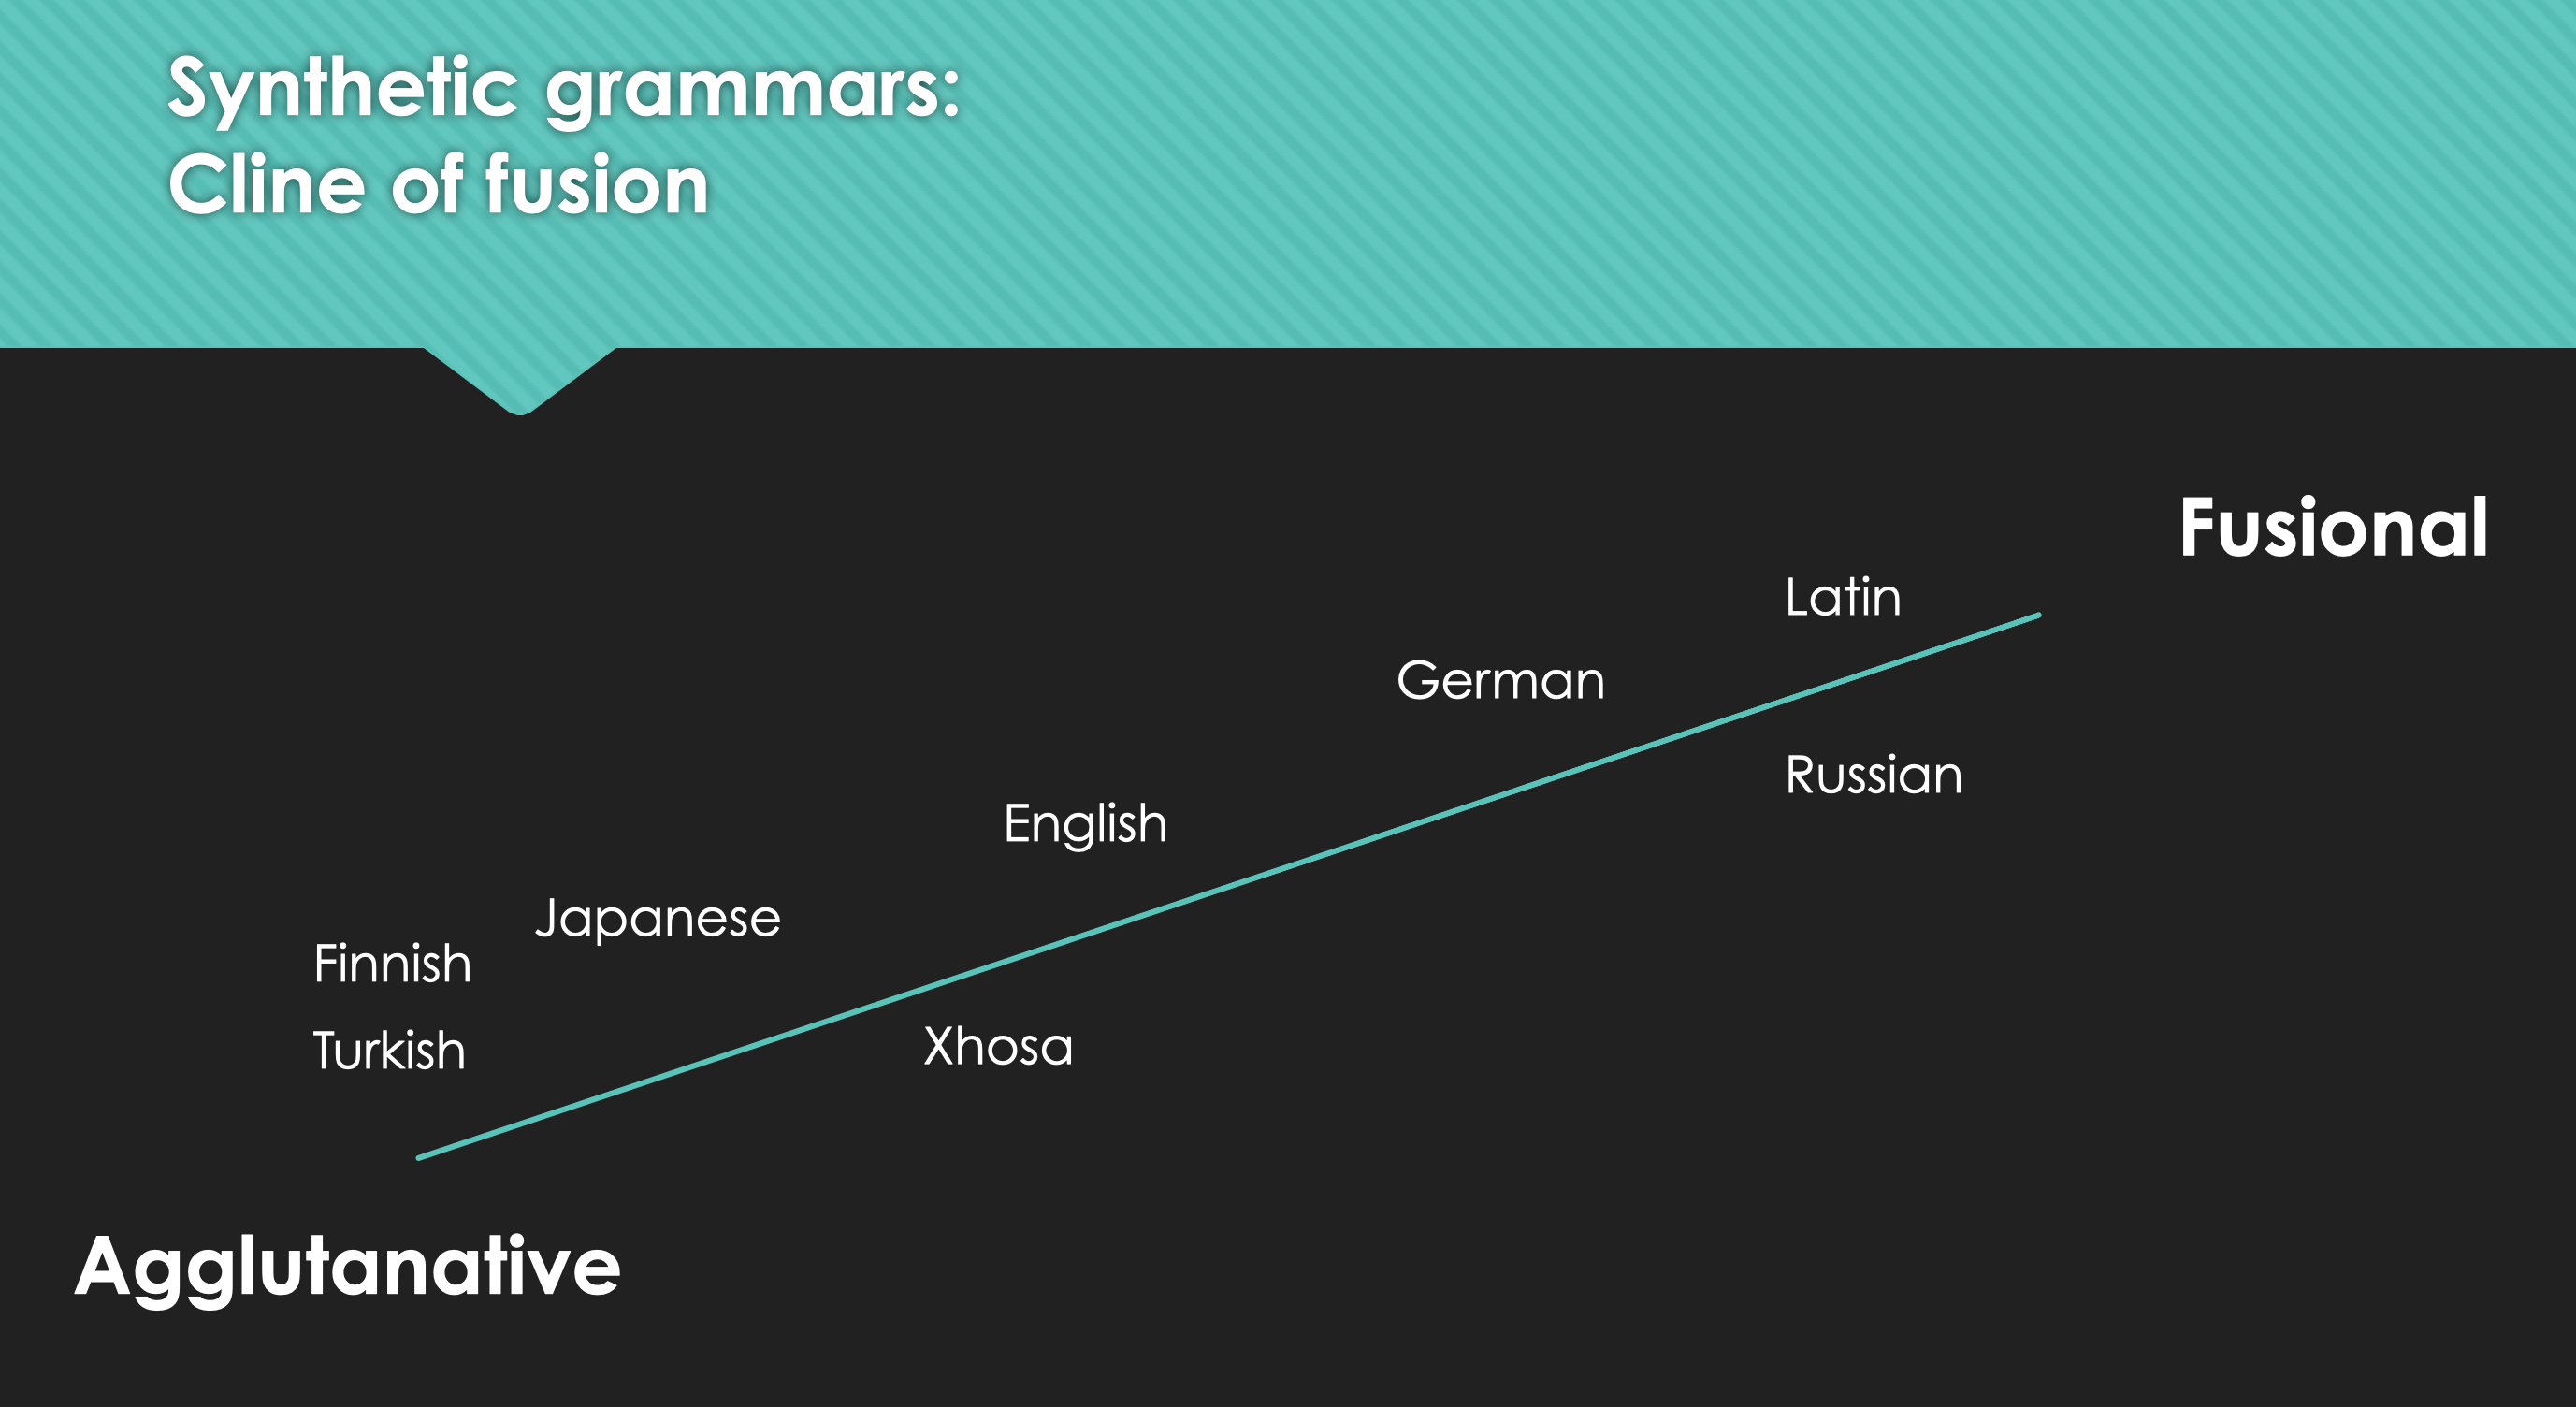 Synthetic grammars:
Cline of fusion
Fusional
Latin
German
Russian
English
Japanese
Finnish
Xhosa
Turkish
Agglutanative